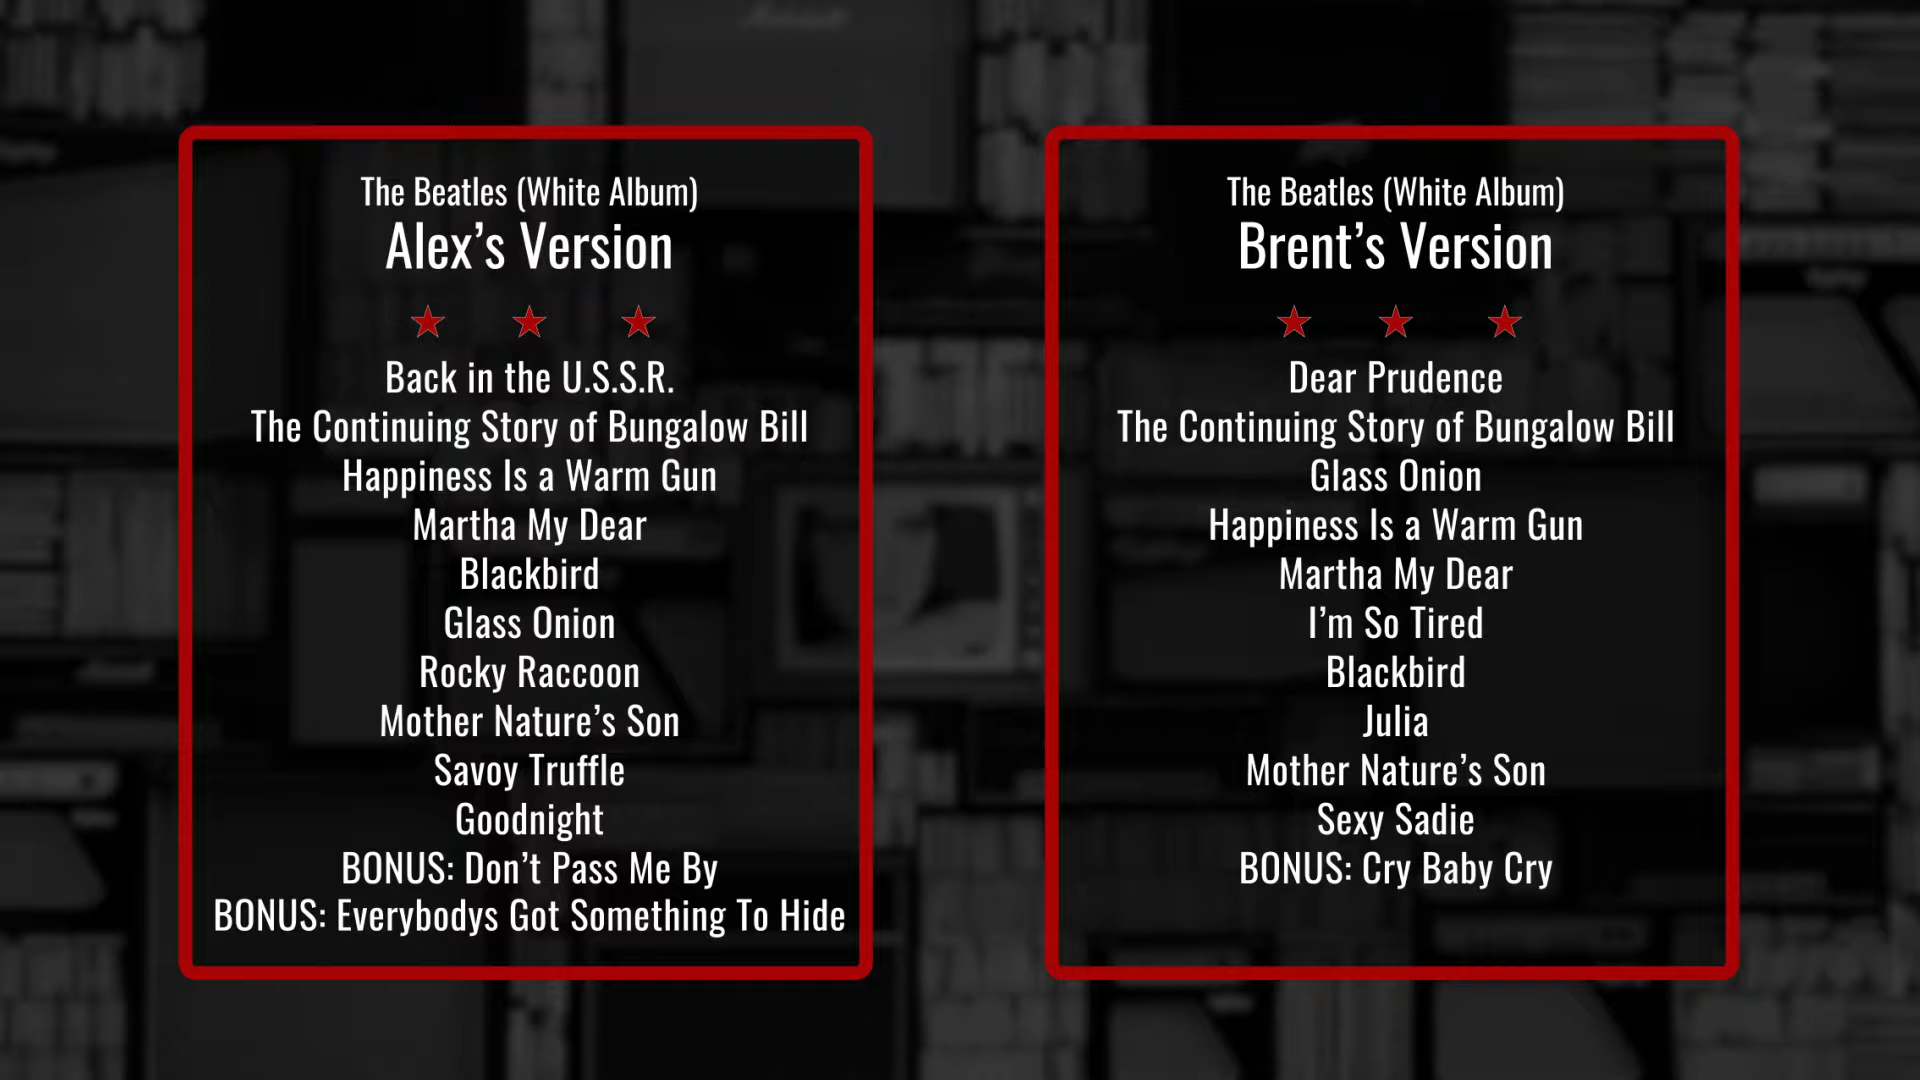 The Beatles (White Album)
Alex’s Version
Back in the U.S.S.R.
The Continuing Story of Bungalow Bill
Happiness Is a Warm Gun
Martha My Dear
Blackbird
Glass Onion
Rocky Raccoon
Mother Nature’s Son
Savoy Truffle
Goodnight
BONUS: Don’t Pass Me By
BONUS: Everybodys Got Something To Hide
The Beatles (White Album)
Brent’s Version
Dear Prudence
The Continuing Story of Bungalow Bill
Glass Onion
Happiness Is a Warm Gun
Martha My Dear
I’m So Tired
Blackbird
Julia
Mother Nature’s Son
Sexy Sadie
BONUS: Cry Baby Cry